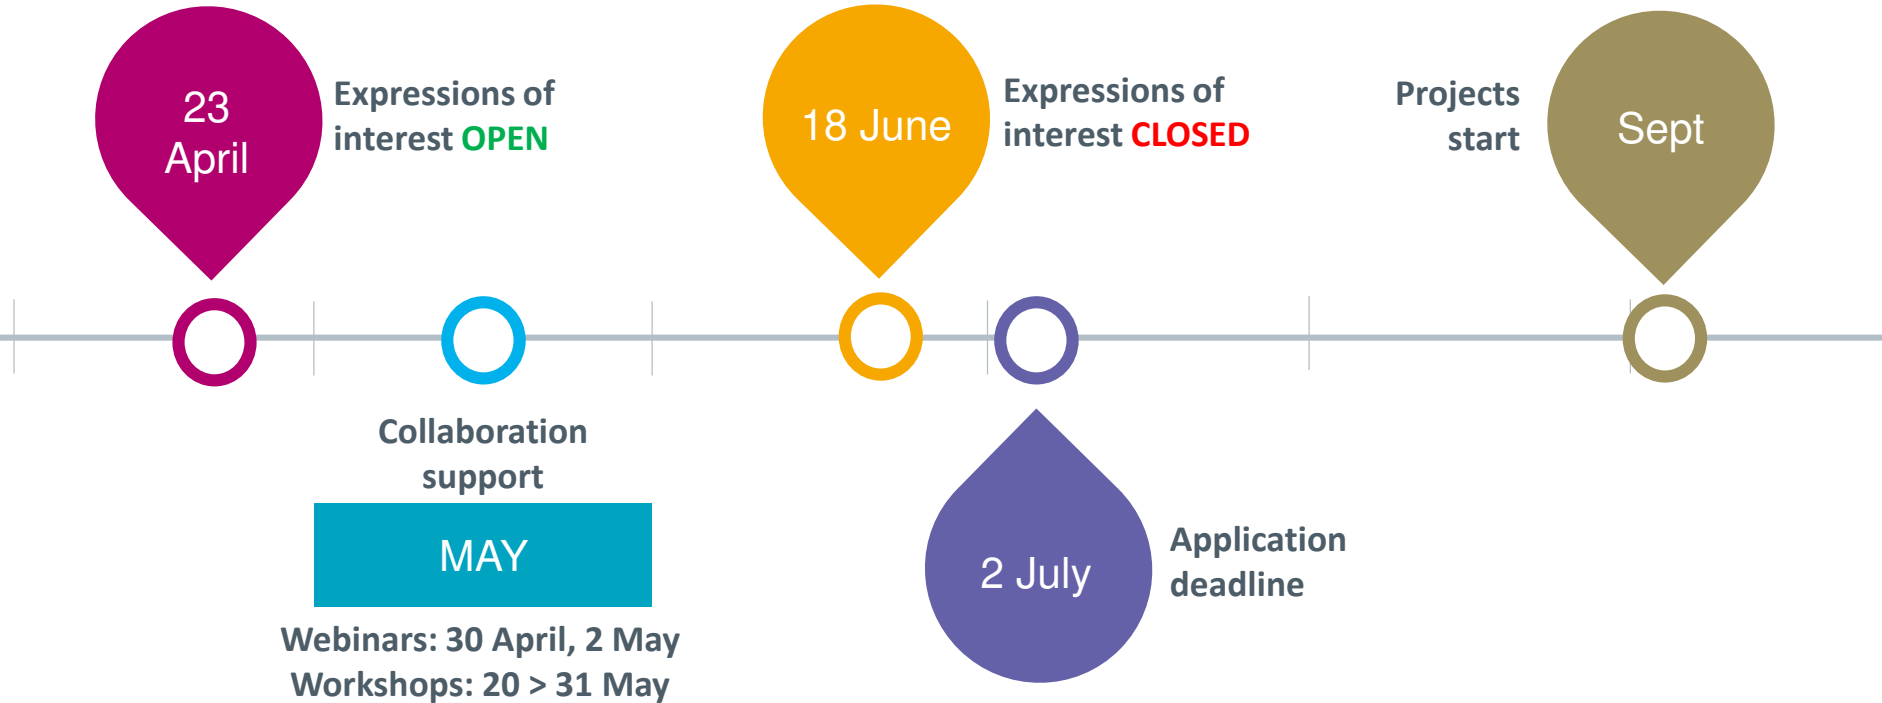 23
April
Expressions of
interest OPEN
18 June
Expressions of
interest CLOSED
Projects
start
Sept
Collaboration
support
MAY
Webinars: 30 April, 2 May
Workshops: 20 > 31 May
2 July
Application
deadline